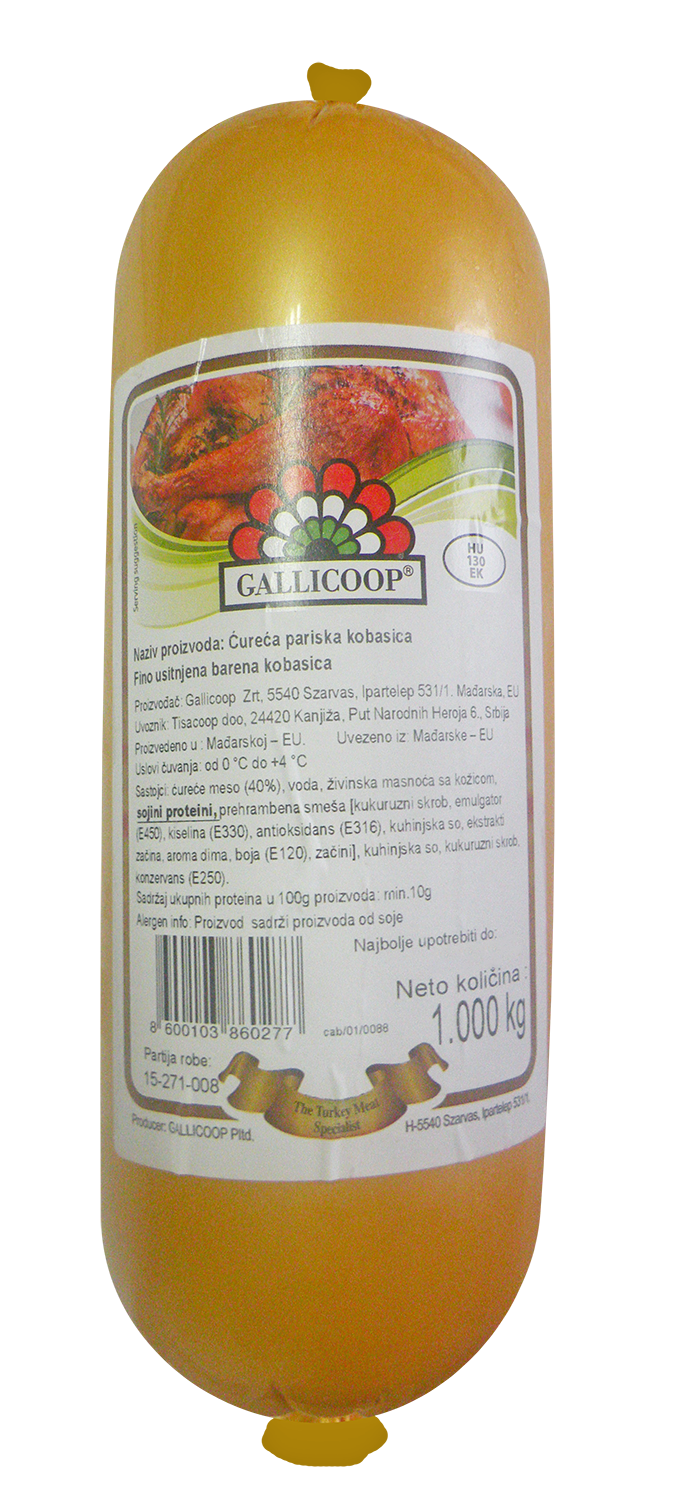 Serving suggestion
GALLICOOP®
HU
130
EK
Naziv proizvoda: Ćureća pariska kobasica
Fino usitnjena barena kobasica
Proizvođač: Gallicoop Zrt, 5540 Szarvas, Ipartelep 531/1. Mađarska, EU
Uvoznik: Tisacoop doo, 24420 Kanjiža, Put Narodnih Heroja 6., Srbija
Proizvedeno u : Mađarskoj – EU. Uvezeno iz: Mađarske – EU
Uslovi čuvanja: od 0 °C do +4 °C
Sastojci: ćureće meso (40%), voda, živinska masnoća sa kožicom,
sojini proteini, prehrambena smeša [kukuruzni skrob, emulgator
(E450), kiselina (E330), antioksidans (E316), kuhinjska so, ekstrakti
začina, aroma dima, boja (E120), začini], kuhinjska so, kukuruzni skrob,
konzervans (E250).
Sadržaj ukupnih proteina u 100g proizvoda: min.10g
Alergen info: Proizvod sadrži proizvoda od soje
Najbolje upotrebiti do:
Neto količina :
1.000 kg
8 600103 860277
cab/01/0088
Partija robe:
15-271-008
The Turkey Meat
Specialist
Producer: GALLICOOP Pltd.
H-5540 Szarvas, Ipartelep 531/1.